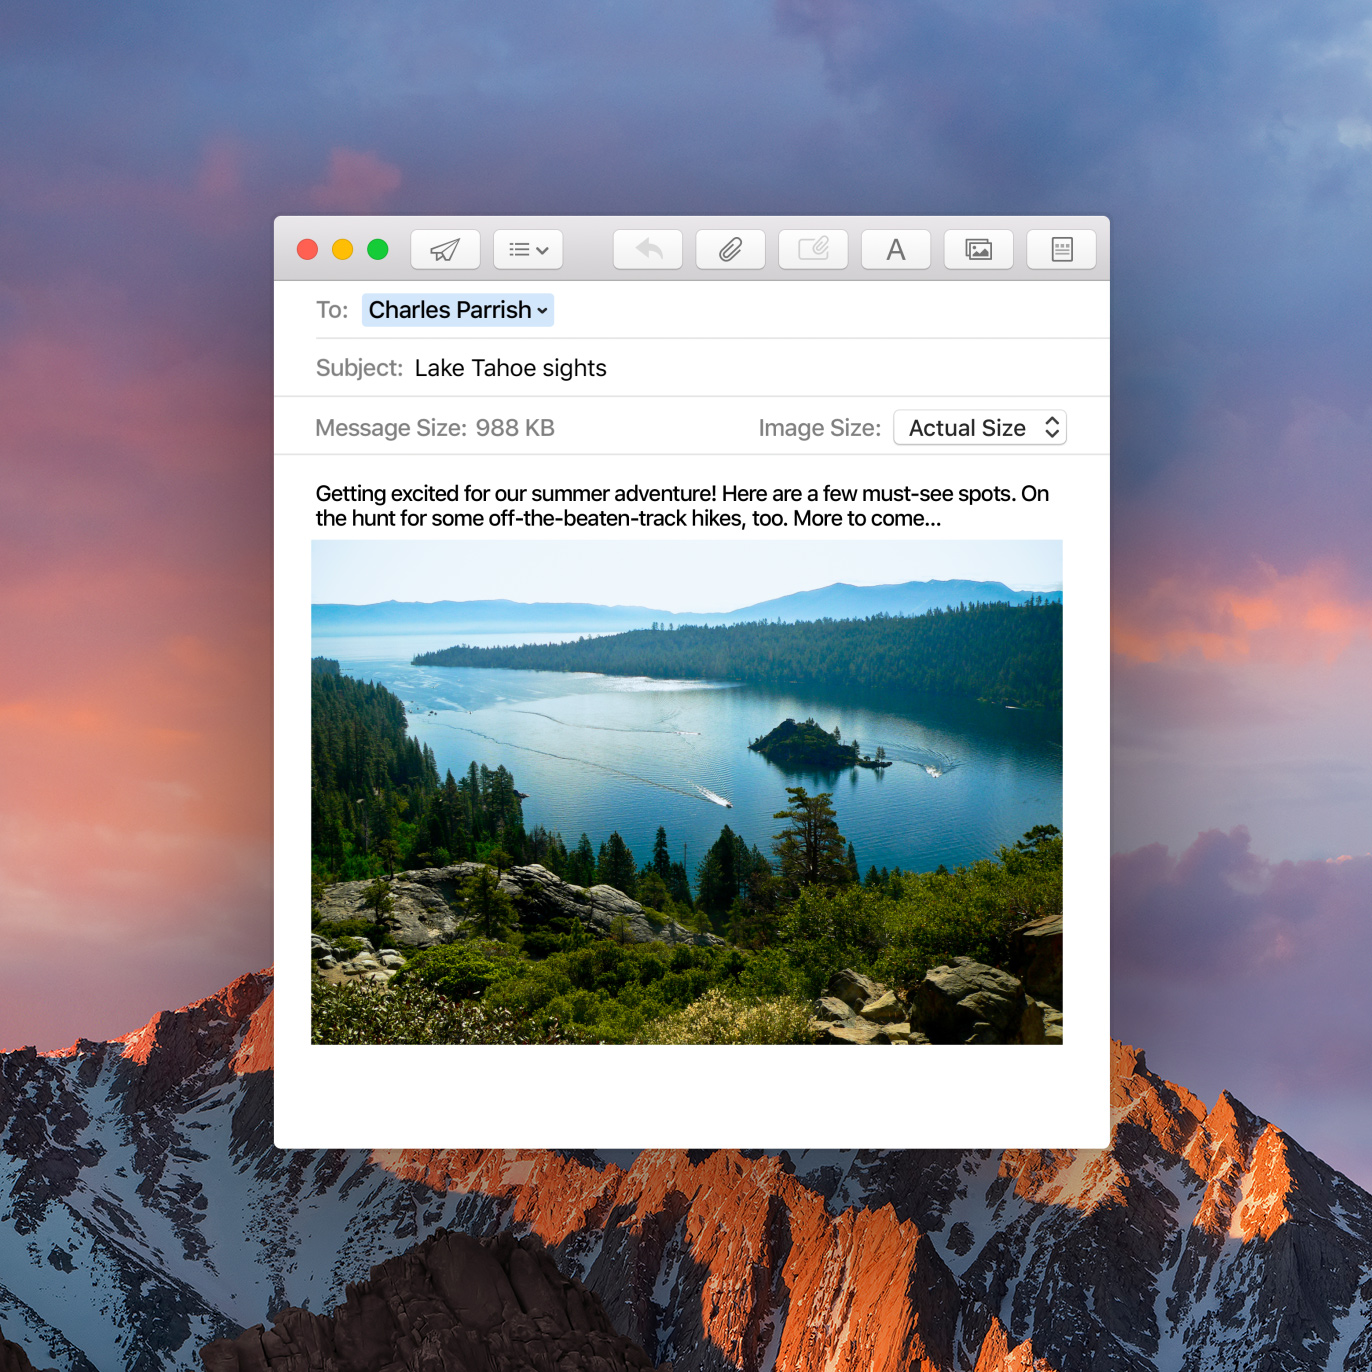 To: Charles Parrish
Subject: Lake Tahoe sights
Message Size: 988 KB Image Size: Actual Size
Getting excited for our summer adventure! Here are a few must-see spots. On
the hunt for some off-the-beaten-track hikes, too. More to come...